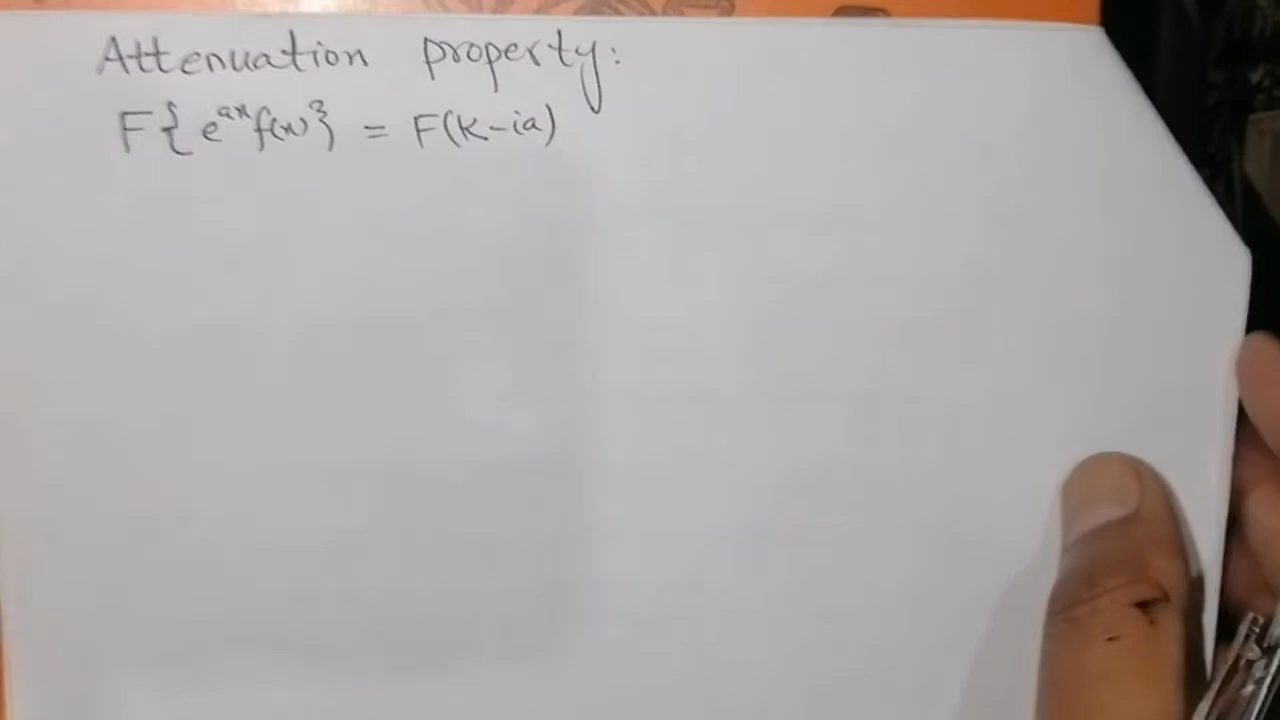 Attenuation property:
F{e^{ax}f(x)} = F(k-ia)